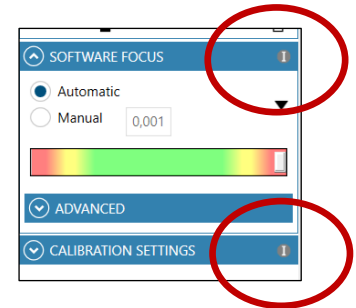 SOFTWARE FOCUS I
Automatic
Manual 0,001
ADVANCED
CALIBRATION SETTINGS I